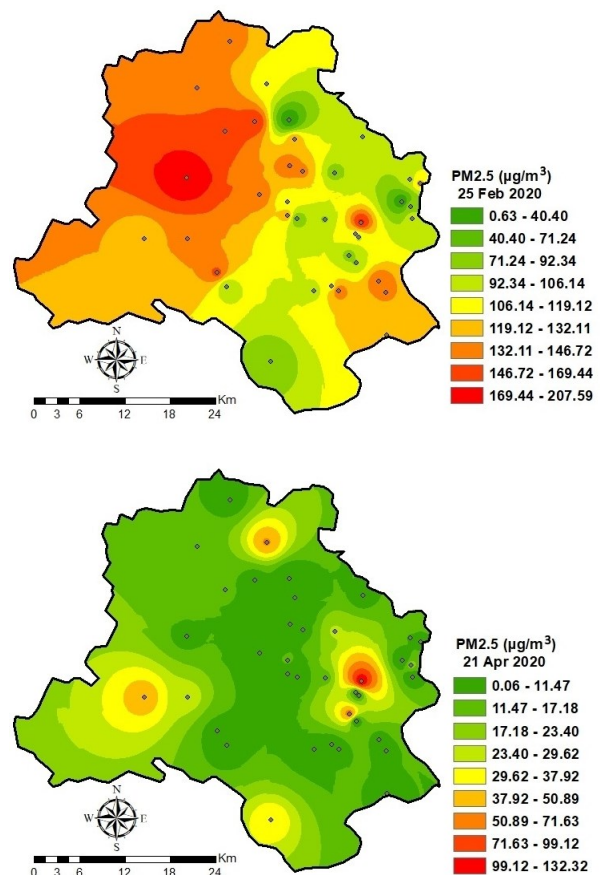 PM2.5 (µg/m³)
25 Feb 2020
0.63 - 40.40
40.40 - 71.24
71.24 - 92.34
92.34 - 106.14
106.14 - 119.12
119.12 - 132.11
132.11 - 146.72
146.72 - 169.44
169.44 - 207.59
N
W E
S
Km
0 3 6 12 18 24
PM2.5 (µg/m³)
21 Apr 2020
0.06 - 11.47
11.47 - 17.18
17.18 - 23.40
23.40 - 29.62
29.62 - 37.92
37.92 - 50.89
50.89 - 71.63
71.63 - 99.12
99.12 - 132.32
N
W E
S
Km
0 3 6 12 18 24